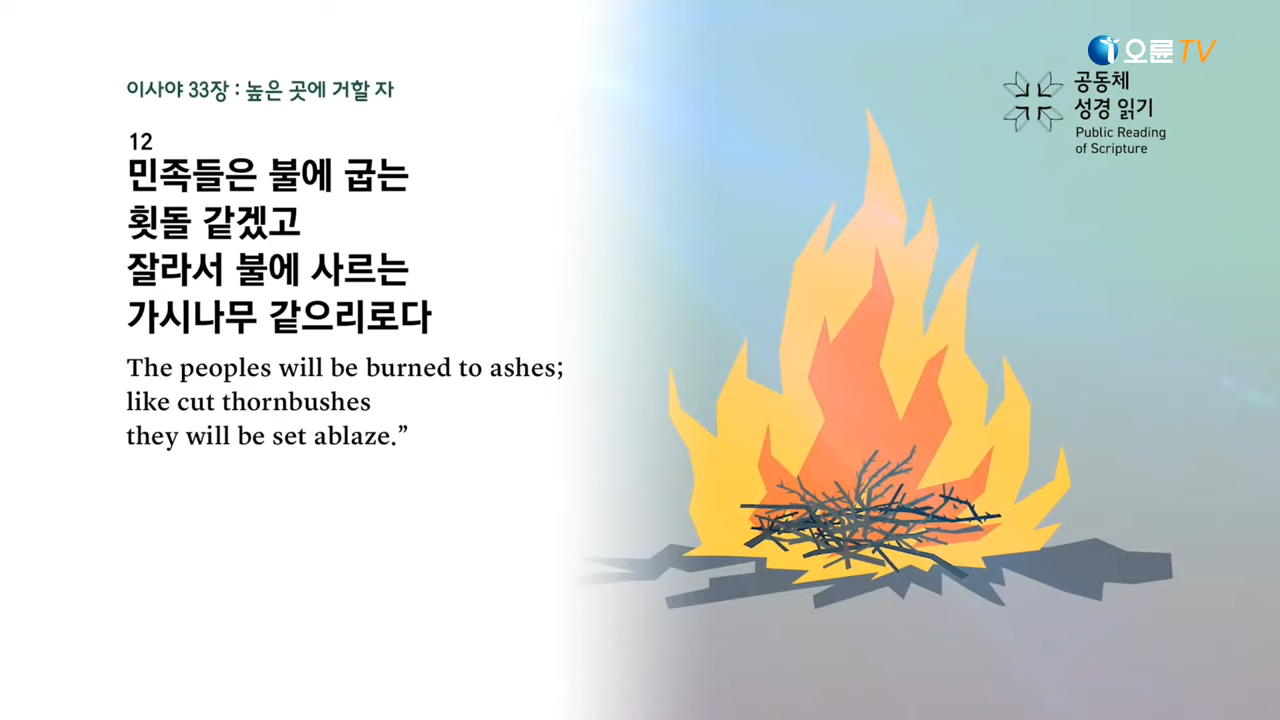 오륜TV
공동체
성경 읽기
Public Reading
of Scripture
이사야 33장 : 높은 곳에 거할 자
12
민족들은 불에 굽는
횟돌 같겠고
잘라서 불에 사르는
가시나무 같으리로다
The peoples will be burned to ashes;
like cut thornbushes
they will be set ablaze.”